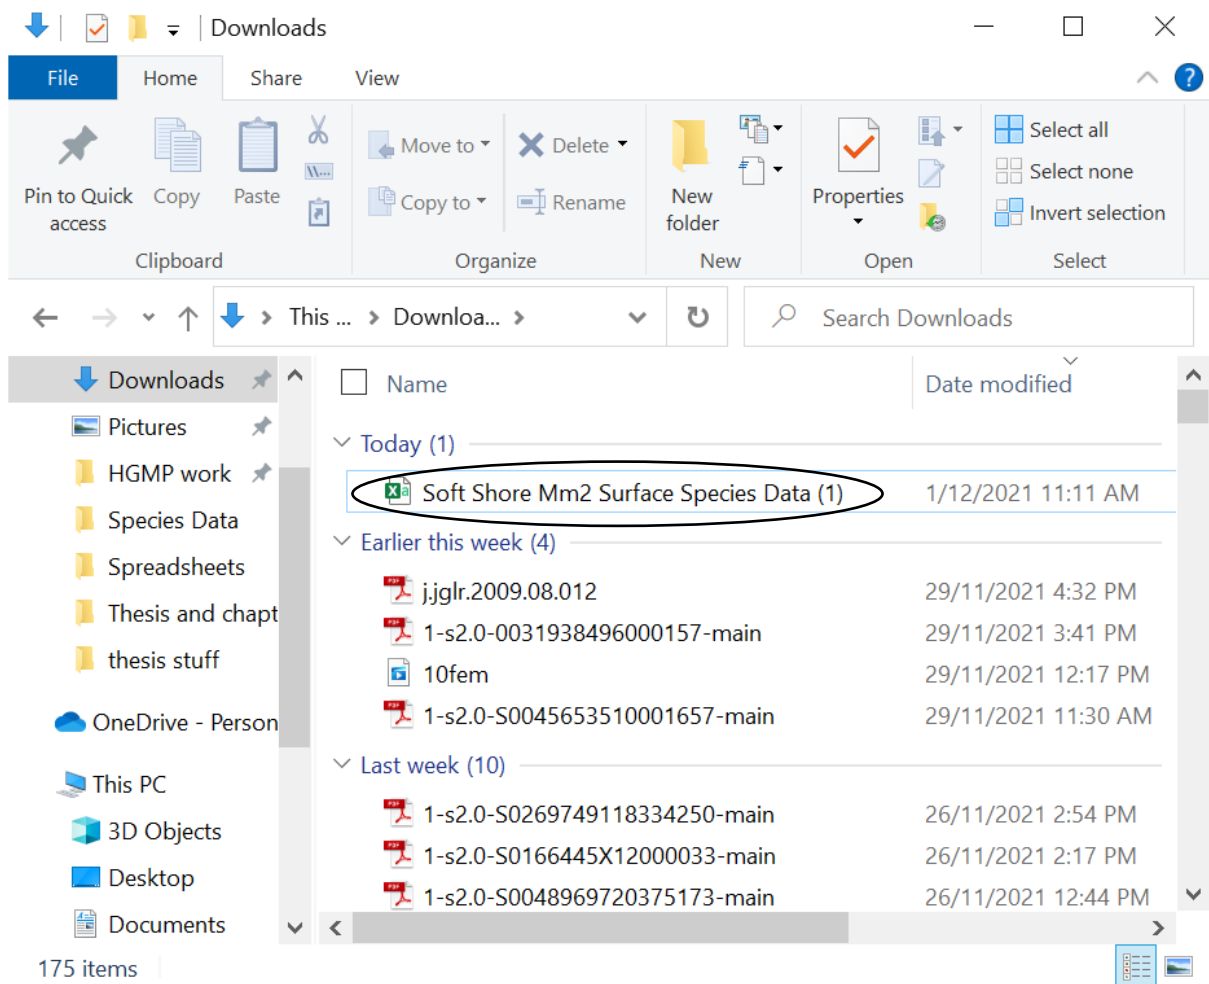 Downloads
File Home Share View
Pin to Quick access
Copy
Paste
Move to
Copy to
Delete
Rename
New folder
Properties
Select all
Select none
Invert selection
Clipboard Organize New Open Select
This ... Downloa... Search Downloads
Downloads
Pictures
HGMP work
Species Data
Spreadsheets
Thesis and chapt
thesis stuff
OneDrive - Person
This PC
3D Objects
Desktop
Documents
Name Date modified
Today (1)
Soft Shore Mm2 Surface Species Data (1) 1/12/2021 11:11 AM
Earlier this week (4)
j.jglr.2009.08.012 29/11/2021 4:32 PM
1-s2.0-0031938496000157-main 29/11/2021 3:41 PM
10fem 29/11/2021 12:17 PM
1-s2.0-S0045653510001657-main 29/11/2021 11:30 AM
Last week (10)
1-s2.0-S0269749118334250-main 26/11/2021 2:54 PM
1-s2.0-S0166445X12000033-main 26/11/2021 2:17 PM
1-s2.0-S0048969720375173-main 26/11/2021 12:44 PM
175 items